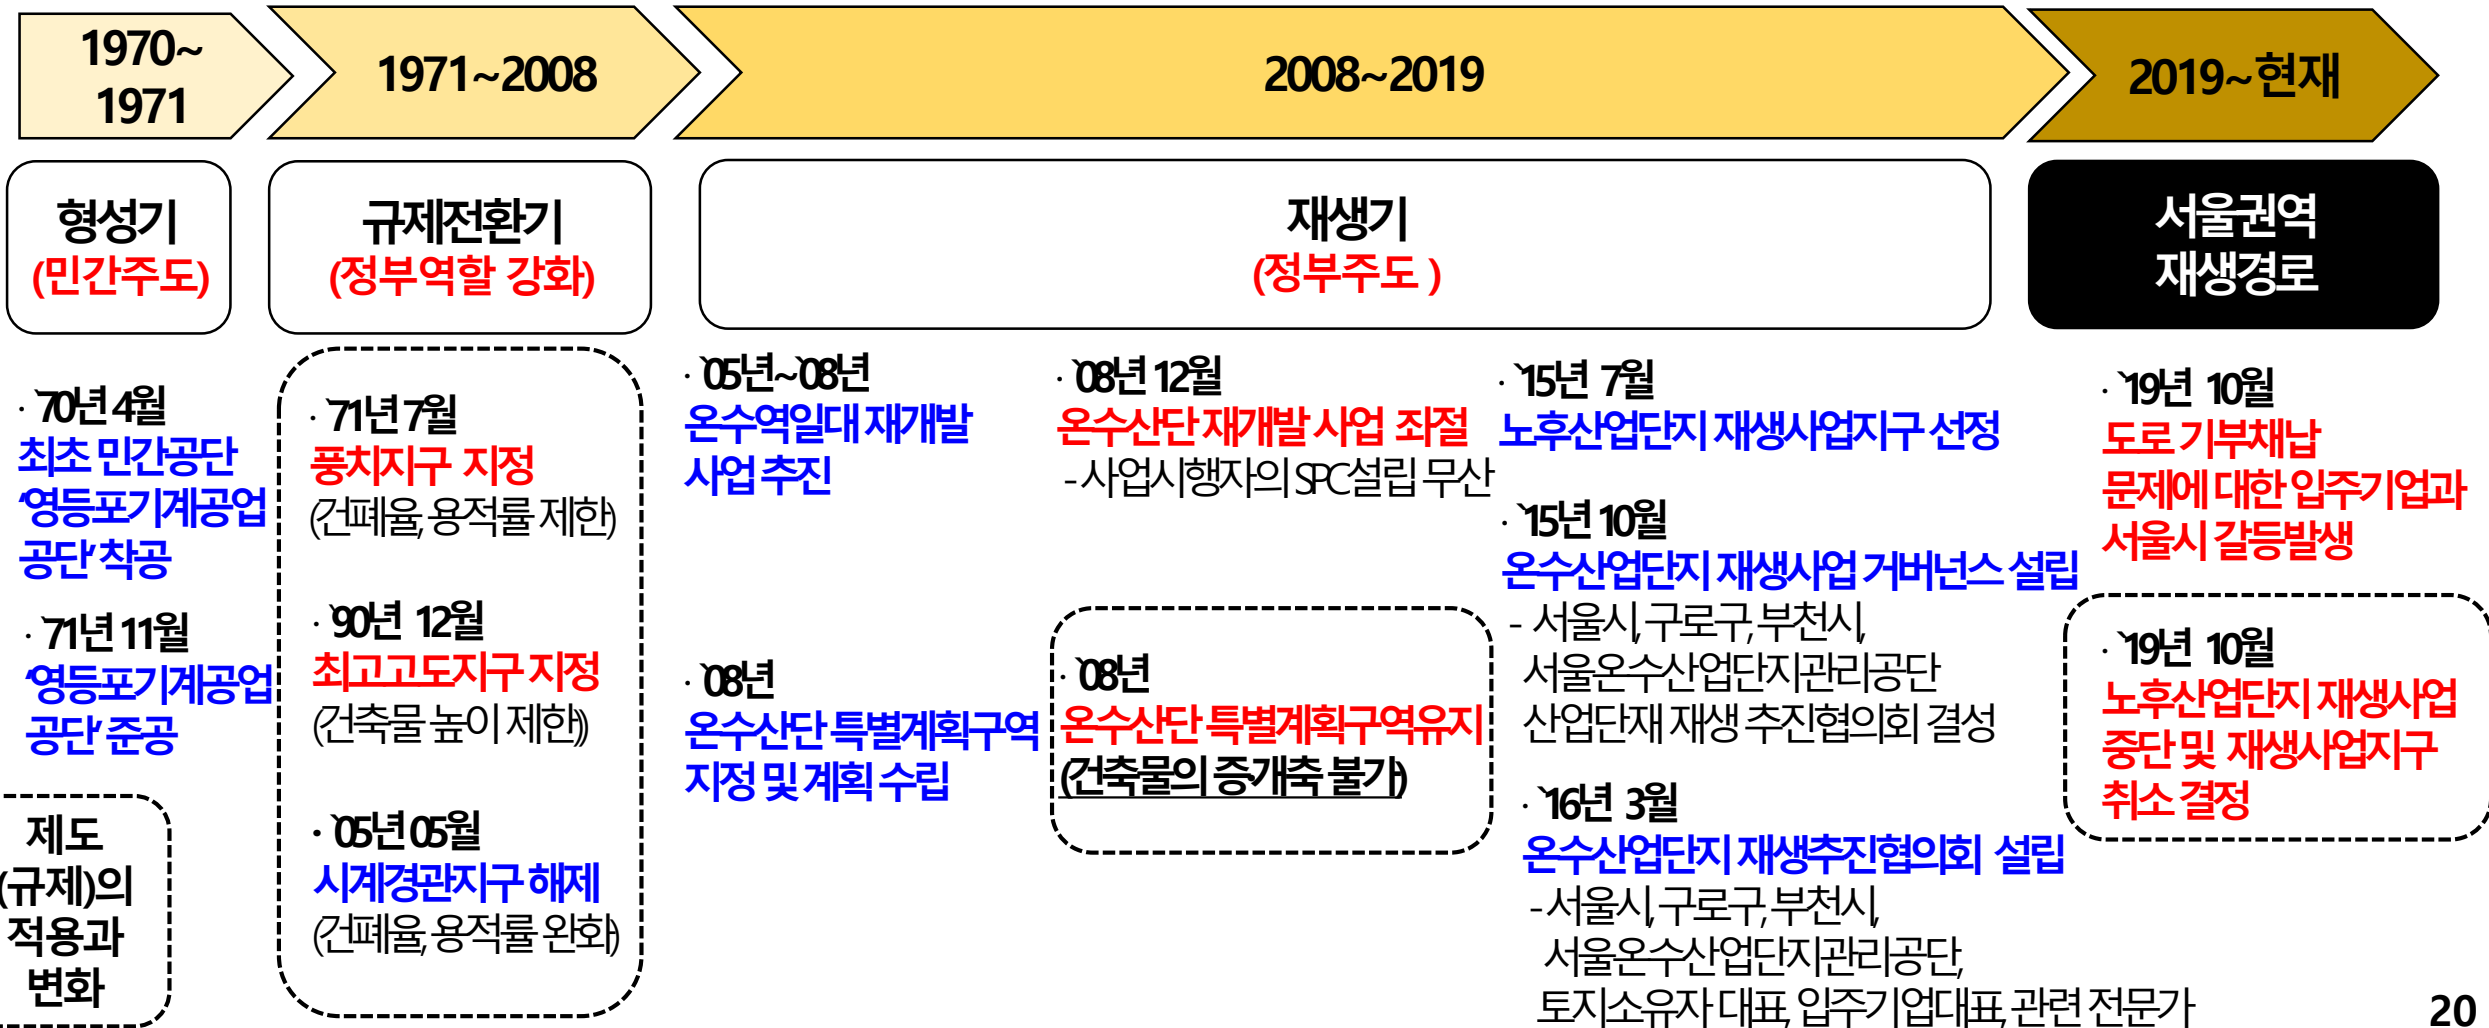 1970~
1971
1971~2008
2008~2019
2019~현재
형성기
(민간주도)
규제전환기
(정부역할 강화)
재생기
(정부주도 )
서울권역
재생경로
· `70년 4월
최초 민간공단
‘영등포기계공업
공단’ 착공
· `71년 11월
‘영등포기계공업
공단’ 준공
제도
(규제)의
적용과
변화
· `71년 7월
풍치지구 지정
(건폐율, 용적률 제한)
· `90년 12월
최고고도지구 지정
(건축물 높이 제한)
· `05년 05월
시계경관지구 해제
(건폐율, 용적률 완화)
· `05년~`08년
온수역일대 재개발
사업 추진
· `08년
온수산단 특별계획구역
지정 및 계획 수립
· `08년 12월
온수산단 재개발 사업 좌절
- 사업시행자의 SPC설립 무산
· `08년
온수산단 특별계획구역유지
(건축물의 증·개축 불가)
· `15년 7월
노후산업단지 재생사업지구 선정
· `15년 10월
온수산업단지 재생사업 거버넌스 설립
- 서울시, 구로구, 부천시,
서울온수산업단지관리공단
산업단재 재생 추진협의회 결성
· `16년 3월
온수산업단지 재생추진협의회 설립
- 서울시, 구로구, 부천시,
서울온수산업단지관리공단,
토지소유자 대표, 입주기업대표, 관련 전문가
· `19년 10월
도로 기부채납
문제에 대한 입주기업과
서울시 갈등발생
· `19년 10월
노후산업단지 재생사업
중단 및 재생사업지구
취소 결정
20